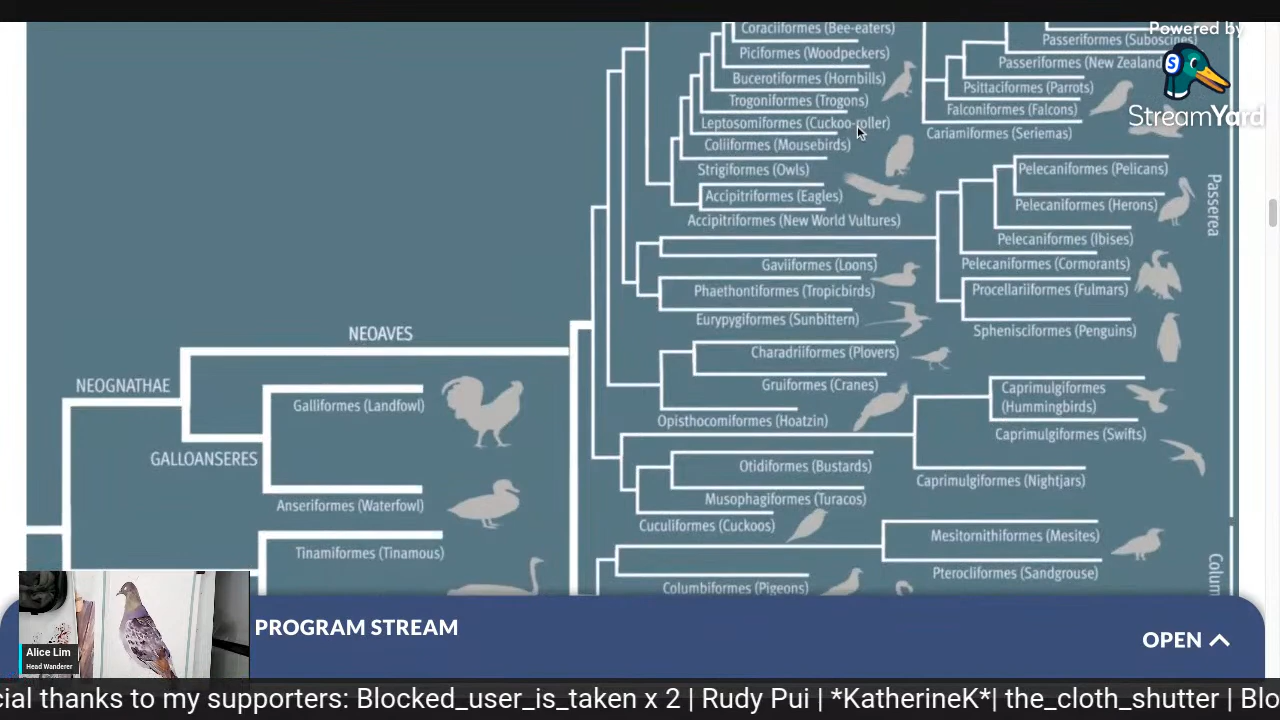 Coraciiformes (Bee-eaters)
Piciformes (Woodpeckers)
Bucerotiformes (Hornbills)
Trogoniformes (Trogons)
Leptosomiformes (Cuckoo-roller)
Coliiformes (Mousebirds)
Strigiformes (Owls)
Accipitriformes (Eagles)
Accipitriformes (New World Vultures)
Gaviiformes (Loons)
Phaethontiformes (Tropicbirds)
Eurypygiformes (Sunbittern)
Charadriiformes (Plovers)
Gruiformes (Cranes)
Opisthocomiformes (Hoatzin)
Otidiformes (Bustards)
Musophagiformes (Turacos)
Cuculiformes (Cuckoos)
Columbiformes (Pigeons)
Passeriformes (Suboscines)
Passeriformes (New Zealand
Psittaciformes (Parrots)
Falconiformes (Falcons)
Cariamiformes (Seriemas)
Pelecaniformes (Pelicans)
Pelecaniformes (Herons)
Pelecaniformes (Ibises)
Pelecaniformes (Cormorants)
Procellariiformes (Fulmars)
Sphenisciformes (Penguins)
Caprimulgiformes
(Hummingbirds)
Caprimulgiformes (Swifts)
Caprimulgiformes (Nightjars)
Mesitornithiformes (Mesites)
Pterocliformes (Sandgrouse)
Passerea
Colum
NEOAVES
NEOGNATHAE
Galliformes (Landfowl)
GALLOANSERES
Anseriformes (Waterfowl)
Tinamiformes (Tinamous)
Powered by
S
StreamYard
PROGRAM STREAM
OPEN
Alice Lim
Head Wanderer
cial thanks to my supporters: Blocked_user_is_taken x 2 | Rudy Pui | *KatherineK*| the_cloth_shutter | Blo